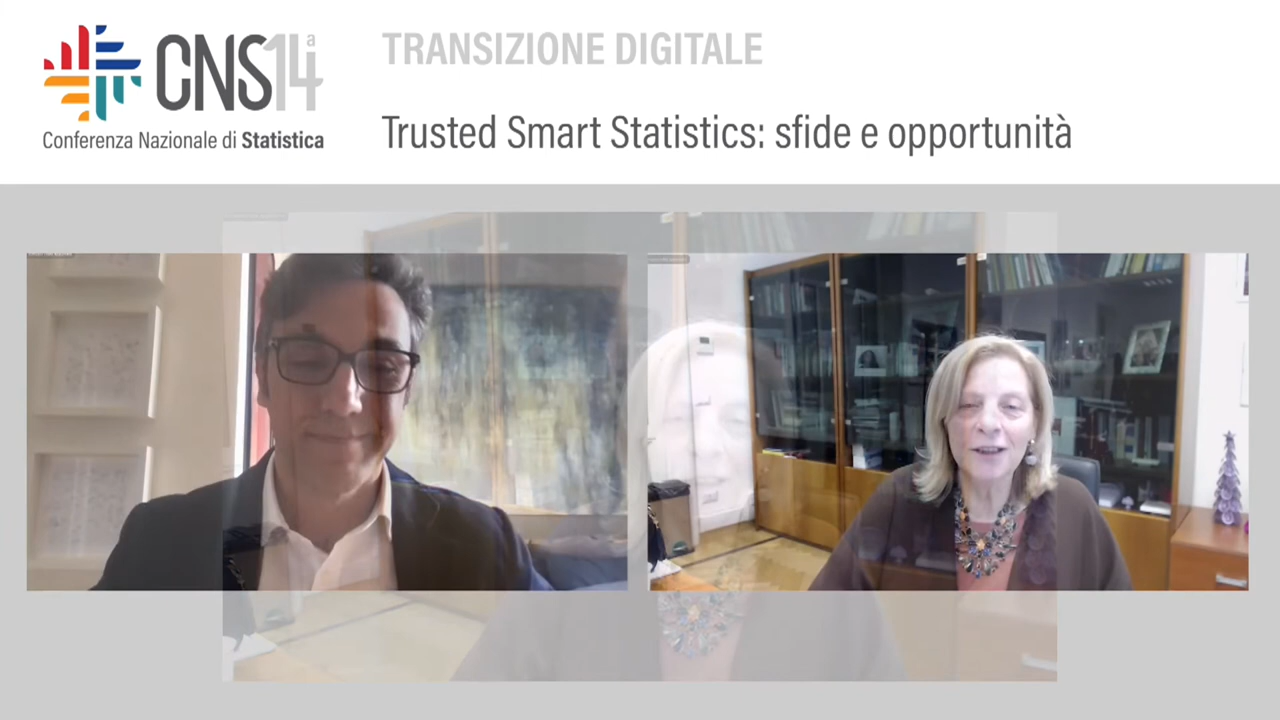 CNS14ª
Conferenza Nazionale di Statistica
TRANSIZIONE DIGITALE
Trusted Smart Statistics: sfide e opportunità